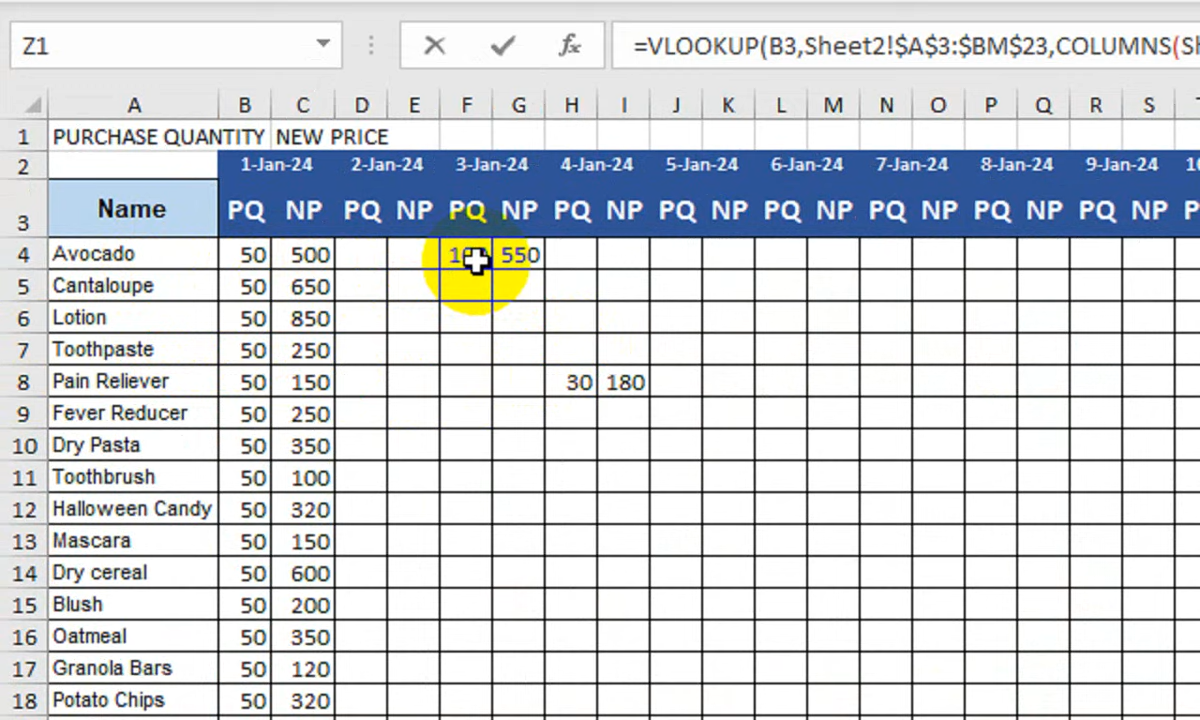 Z1 fx =VLOOKUP(B3,Sheet2!$A$3:$BM$23,COLUMNS(S
A B C D E F G H I J K L M N O P Q R S
1 PURCHASE QUANTITY NEW PRICE
2 1-Jan-24 2-Jan-24 3-Jan-24 4-Jan-24 5-Jan-24 6-Jan-24 7-Jan-24 8-Jan-24 9-Jan-24
3 Name PQ NP PQ NP PQ NP PQ NP PQ NP PQ NP PQ NP PQ NP PQ NP
4 Avocado 50 500 550
5 Cantaloupe 50 650
6 Lotion 50 850
7 Toothpaste 50 250
8 Pain Reliever 50 150 30 180
9 Fever Reducer 50 250
10 Dry Pasta 50 350
11 Toothbrush 50 100
12 Halloween Candy 50 320
13 Mascara 50 150
14 Dry cereal 50 600
15 Blush 50 200
16 Oatmeal 50 350
17 Granola Bars 50 120
18 Potato Chips 50 320